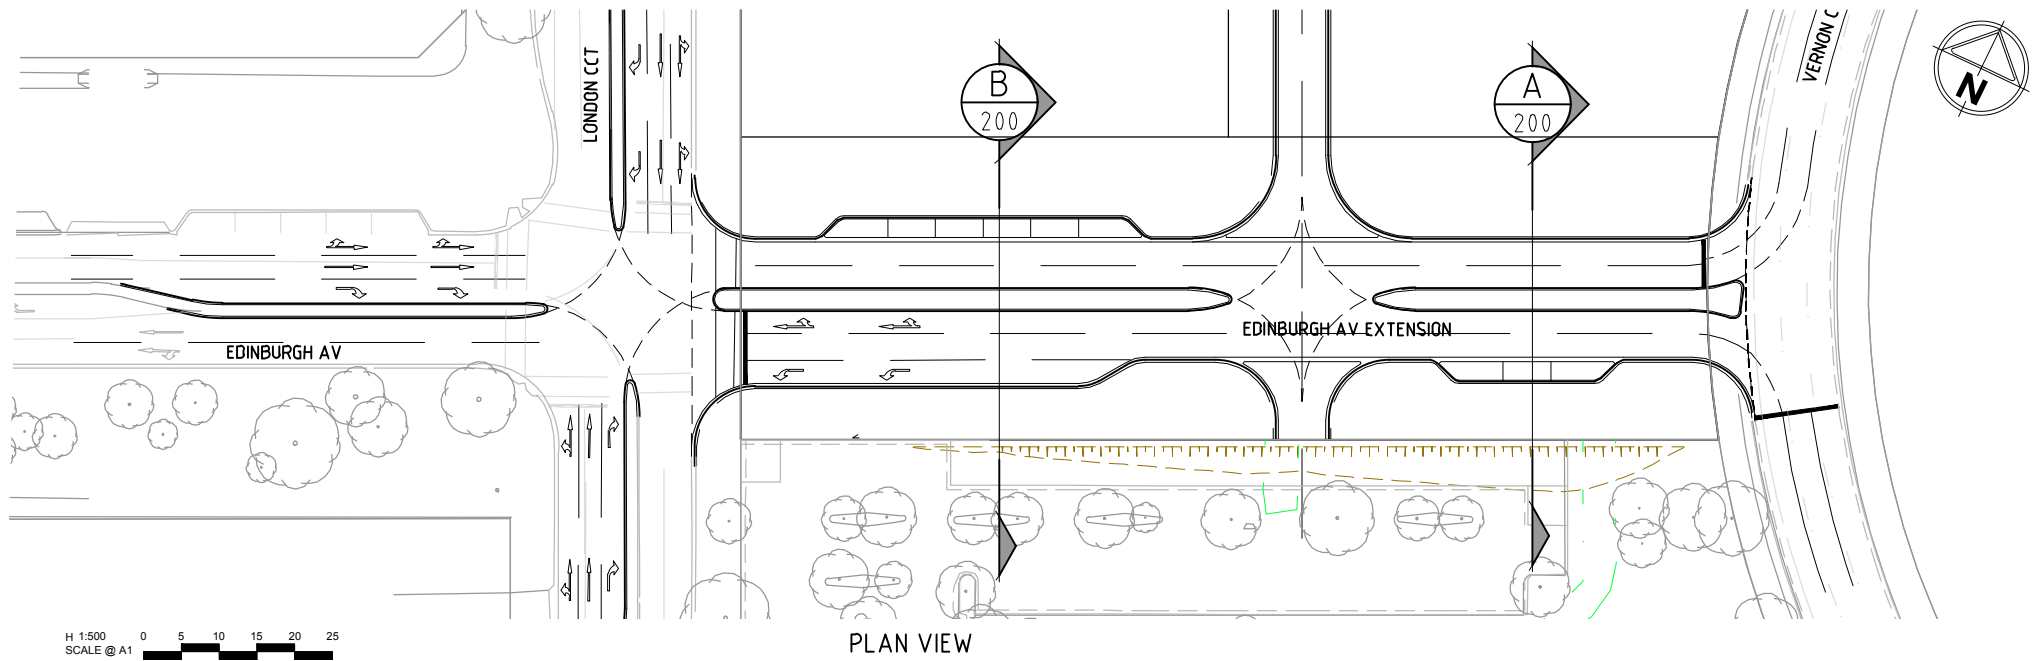 LONDON CCT
B
200
A
200
VERNON C
N
EDINBURGH AV
EDINBURGH AV EXTENSION
H 1:500
SCALE @ A1
0 5 10 15 20 25
PLAN VIEW